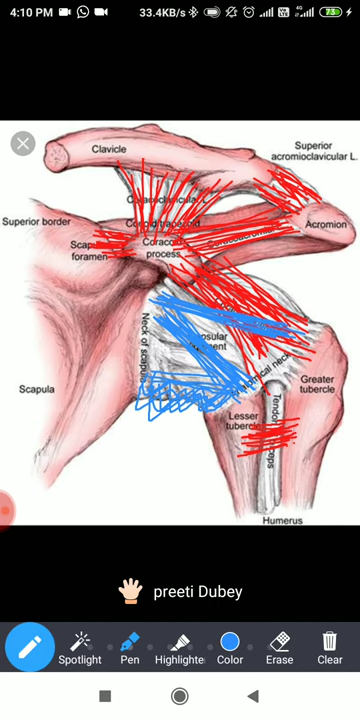 4:10 PM
33.4KB/s
4G
73
Clavicle
Superior
acromioclavicular L.
Superior border
Acromion
foramen
Coracoid
process
Neck of scapula
Scapula
Greater
tubercle
Lesser
tubercle
Humerus
preeti Dubey
Spotlight
Pen
Highlighte
Color
Erase
Clear